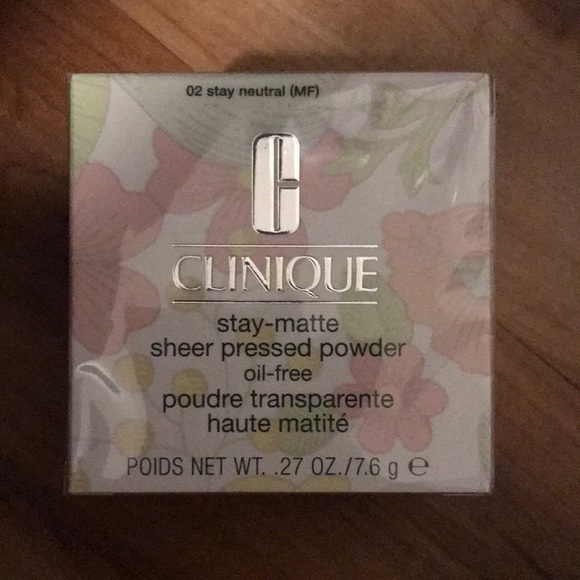 02 stay neutral (MF)
CLINIQUE
stay-matte
sheer pressed powder
oil-free
poudre transparente
haute matité
POIDS NET WT. .27 OZ./7.6 g ℮